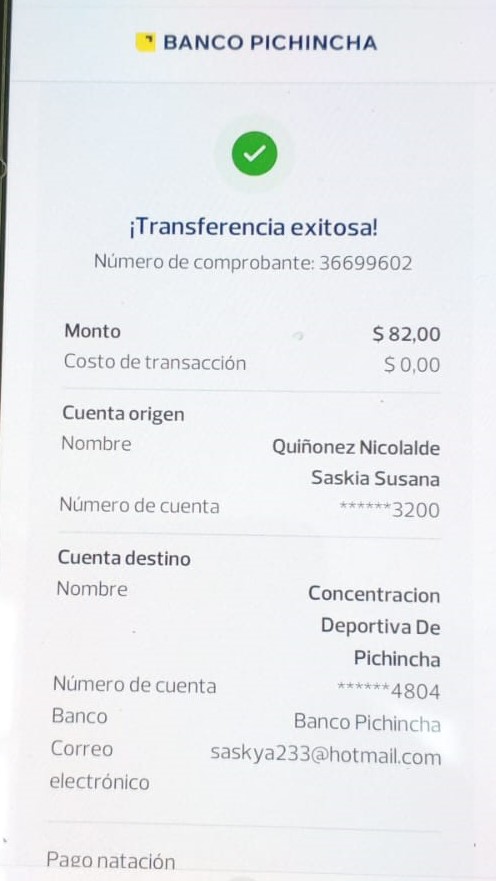 BANCO PICHINCHA
¡Transferencia exitosa!
Número de comprobante: 36699602
Monto $ 82,00
Costo de transacción $ 0,00
Cuenta origen
Nombre Quiñonez Nicolalde
Saskia Susana
Número de cuenta ******3200
Cuenta destino
Nombre Concentracion
Deportiva De
Pichincha
Número de cuenta ******4804
Banco Banco Pichincha
Correo saskya233@hotmail.com
electrónico
Pago natación